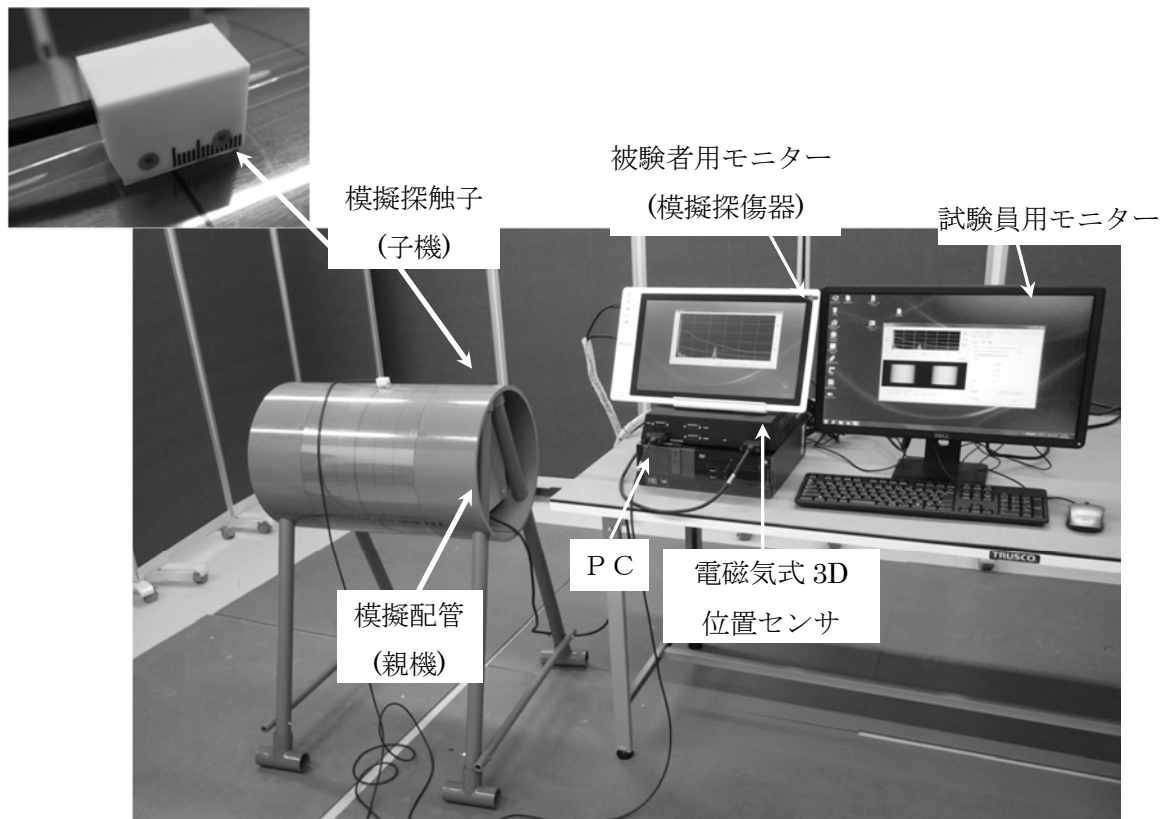 模擬探触子
(子機)
被験者用モニター
(模擬探傷器)
試験員用モニター
ＰＣ
電磁気式 3D
位置センサ
模擬配管
(親機)
TRUSCO
DELL